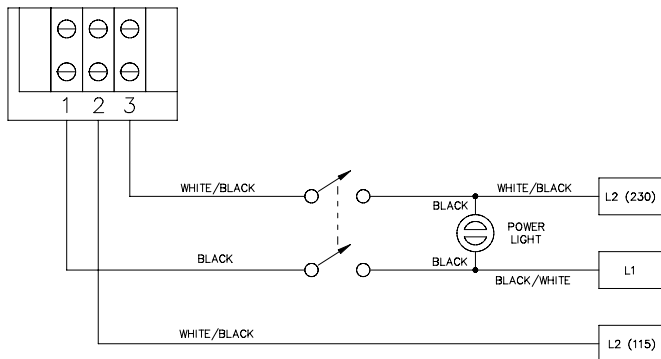 1 2 3
WHITE/BLACK
WHITE/BLACK
L2 (230)
BLACK
POWER
LIGHT
BLACK
BLACK
BLACK/WHITE
L1
WHITE/BLACK
L2 (115)